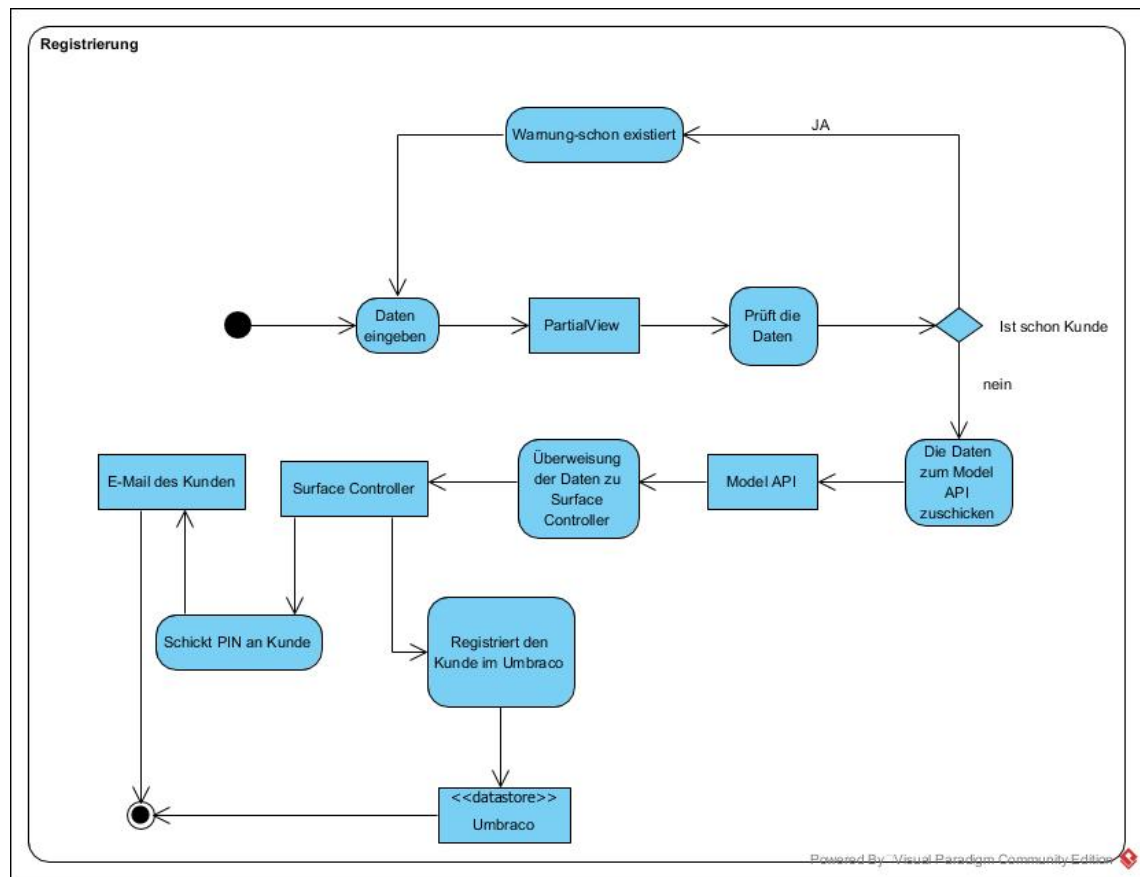 Registrierung
Warnung-schon existiert
JA
Daten
eingeben
PartialView
Prüft die
Daten
Ist schon Kunde
nein
E-Mail des Kunden
Surface Controller
Überweisung
der Daten zu
Surface
Controller
Model API
Die Daten
zum Model
API
zuschicken
Schickt PIN an Kunde
Registriert den
Kunde im Umbraco
<<datastore>>
Umbraco
Powered By Visual Paradigm Community Edition